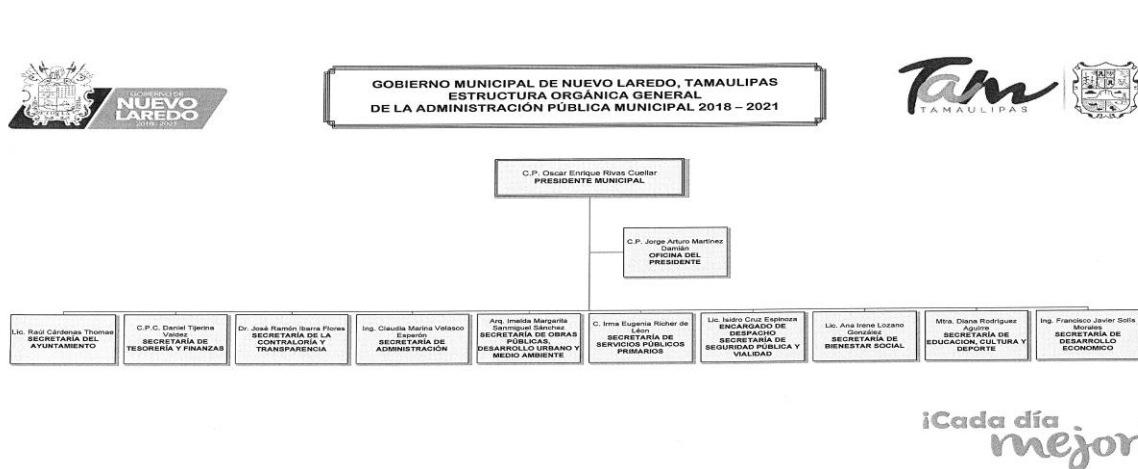 GOBIERNO DE
NUEVO
LAREDO
2018 - 2021
GOBIERNO MUNICIPAL DE NUEVO LAREDO, TAMAULIPAS
ESTRUCTURA ORGÁNICA GENERAL
DE LA ADMINISTRACIÓN PÚBLICA MUNICIPAL 2018 – 2021
Tam
TAMAULIPAS
C.P. Oscar Enrique Rivas Cuellar
PRESIDENTE MUNICIPAL
C.P. Jorge Arturo Martínez
Damián
OFICINA DEL
PRESIDENTE
Lic. Raúl Cárdenas Thomae
SECRETARÍA DEL
AYUNTAMIENTO
C.P.C. Daniel Tijerina
Valdez
SECRETARÍA DE
TESORERÍA Y FINANZAS
Dr. José Ramón Ibarra Flores
SECRETARÍA DE LA
CONTRALORÍA Y
TRANSPARENCIA
Ing. Claudia Marina Velasco
Esperón
SECRETARÍA DE
ADMINISTRACIÓN
Arq. Imelda Margarita
Sanmiguel Sánchez
SECRETARÍA DE OBRAS
PÚBLICAS,
DESARROLLO URBANO Y
MEDIO AMBIENTE
C. Irma Eugenia Richer de
Léon
SECRETARÍA DE
SERVICIOS PÚBLICOS
PRIMARIOS
Lic. Isidro Cruz Espinoza
ENCARGADO DE
DESPACHO
SECRETARÍA DE
SEGURIDAD PÚBLICA Y
VIALIDAD
Lic. Ana Irene Lozano
González
SECRETARÍA DE
BIENESTAR SOCIAL
Mtra. Diana Rodríguez
Aguirre
SECRETARÍA DE
EDUCACION, CULTURA Y
DEPORTE
Ing. Francisco Javier Solis
Morales
SECRETARÍA DE
DESARROLLO
ECONOMICO
¡Cada día
mejor